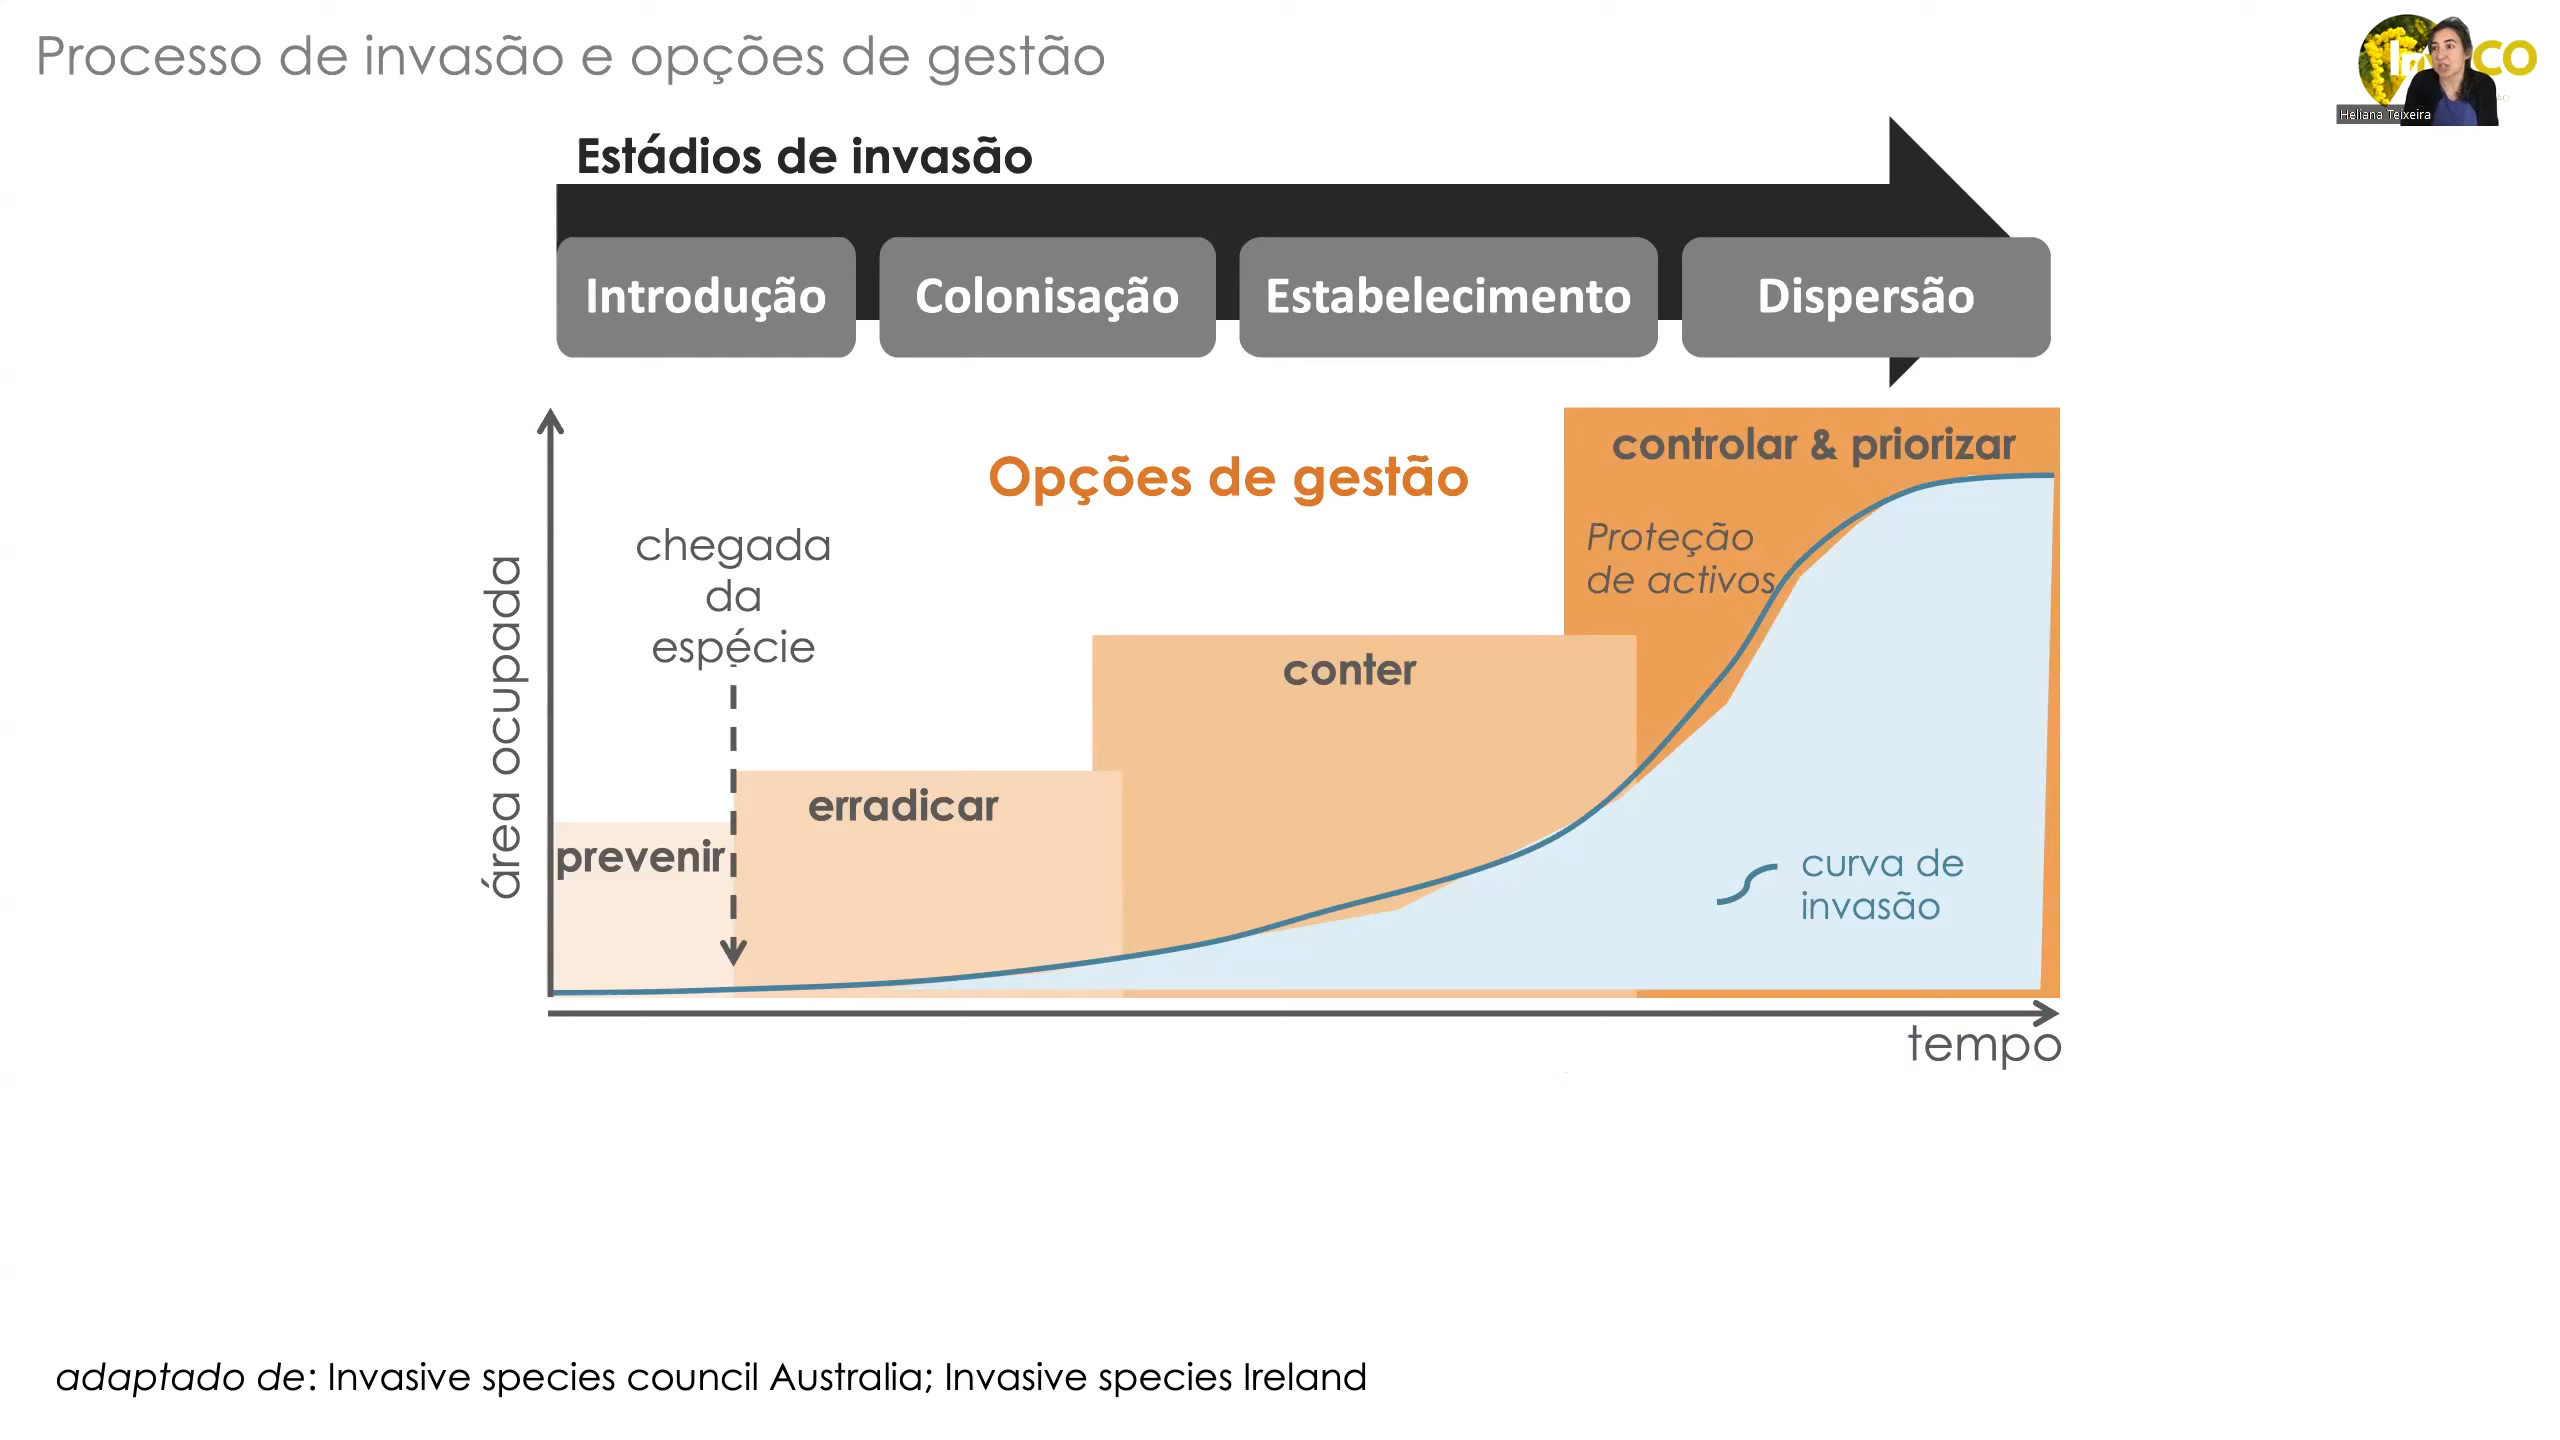 Processo de invasão e opções de gestão
Heliana Teixeira
Estádios de invasão
Introdução
Colonisação
Estabelecimento
Dispersão
controlar & priorizar
Opções de gestão
Proteção
de activos
chegada
da
espécie
conter
erradicar
prevenir
área ocupada
curva de
invasão
tempo
adaptado de: Invasive species council Australia; Invasive species Ireland